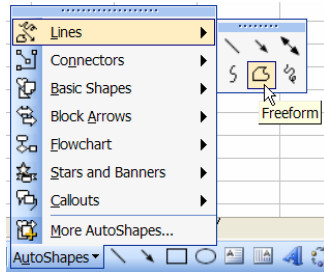 Lines
Connectors
Basic Shapes
Block Arrows
Flowchart
Stars and Banners
Callouts
More AutoShapes...
Freeform
AutoShapes